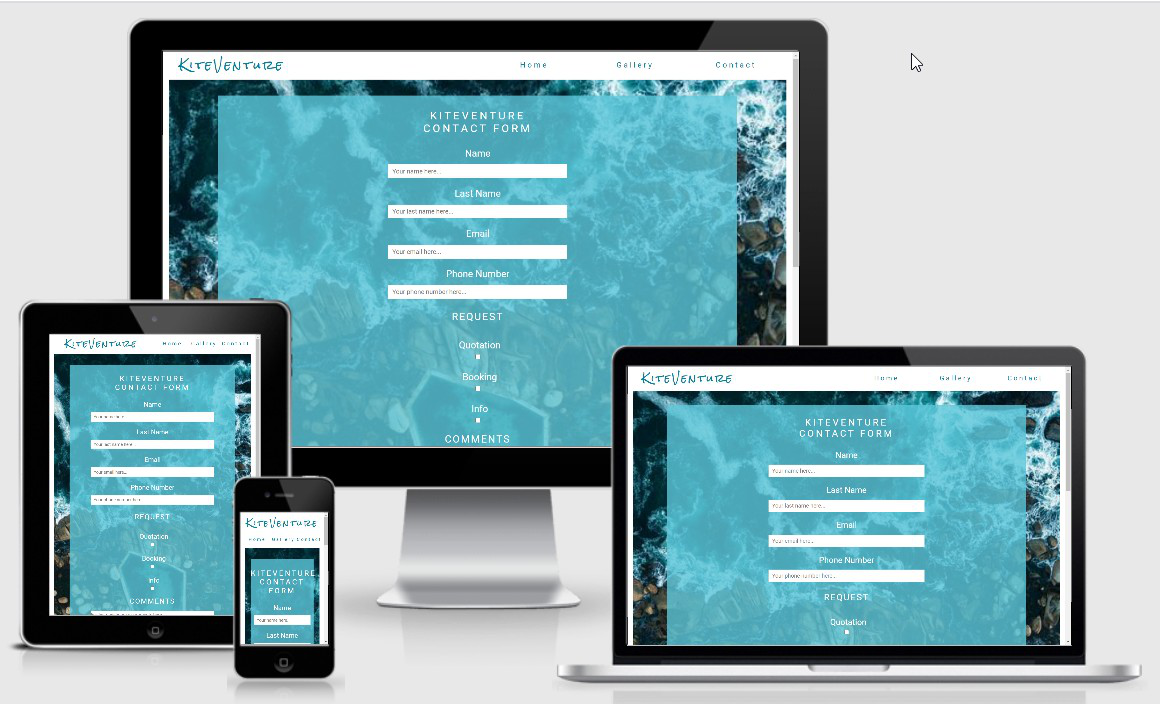 KITEVENTURE
Home Gallery Contact
KITEVENTURE
CONTACT FORM
Name
Your name here...
Last Name
Your last name here...
Email
Your email here...
Phone Number
Your phone number here...
REQUEST
Quotation
Booking
Info
COMMENTS
KITEVENTURE
Home Gallery Contact
KITEVENTURE
CONTACT FORM
Name
Your name here...
Last Name
Your last name here...
Email
Your email here...
Phone Number
Your phone number here...
REQUEST
Quotation
Booking
Info
COMMENTS
KITEVENTURE
Home Gallery Contact
KITEVENTURE
CONTACT
FORM
Name
Your name here...
Last Name
KITEVENTURE
Home Gallery Contact
KITEVENTURE
CONTACT FORM
Name
Your name here...
Last Name
Your last name here...
Email
Your email here...
Phone Number
Your phone number here...
REQUEST
Quotation